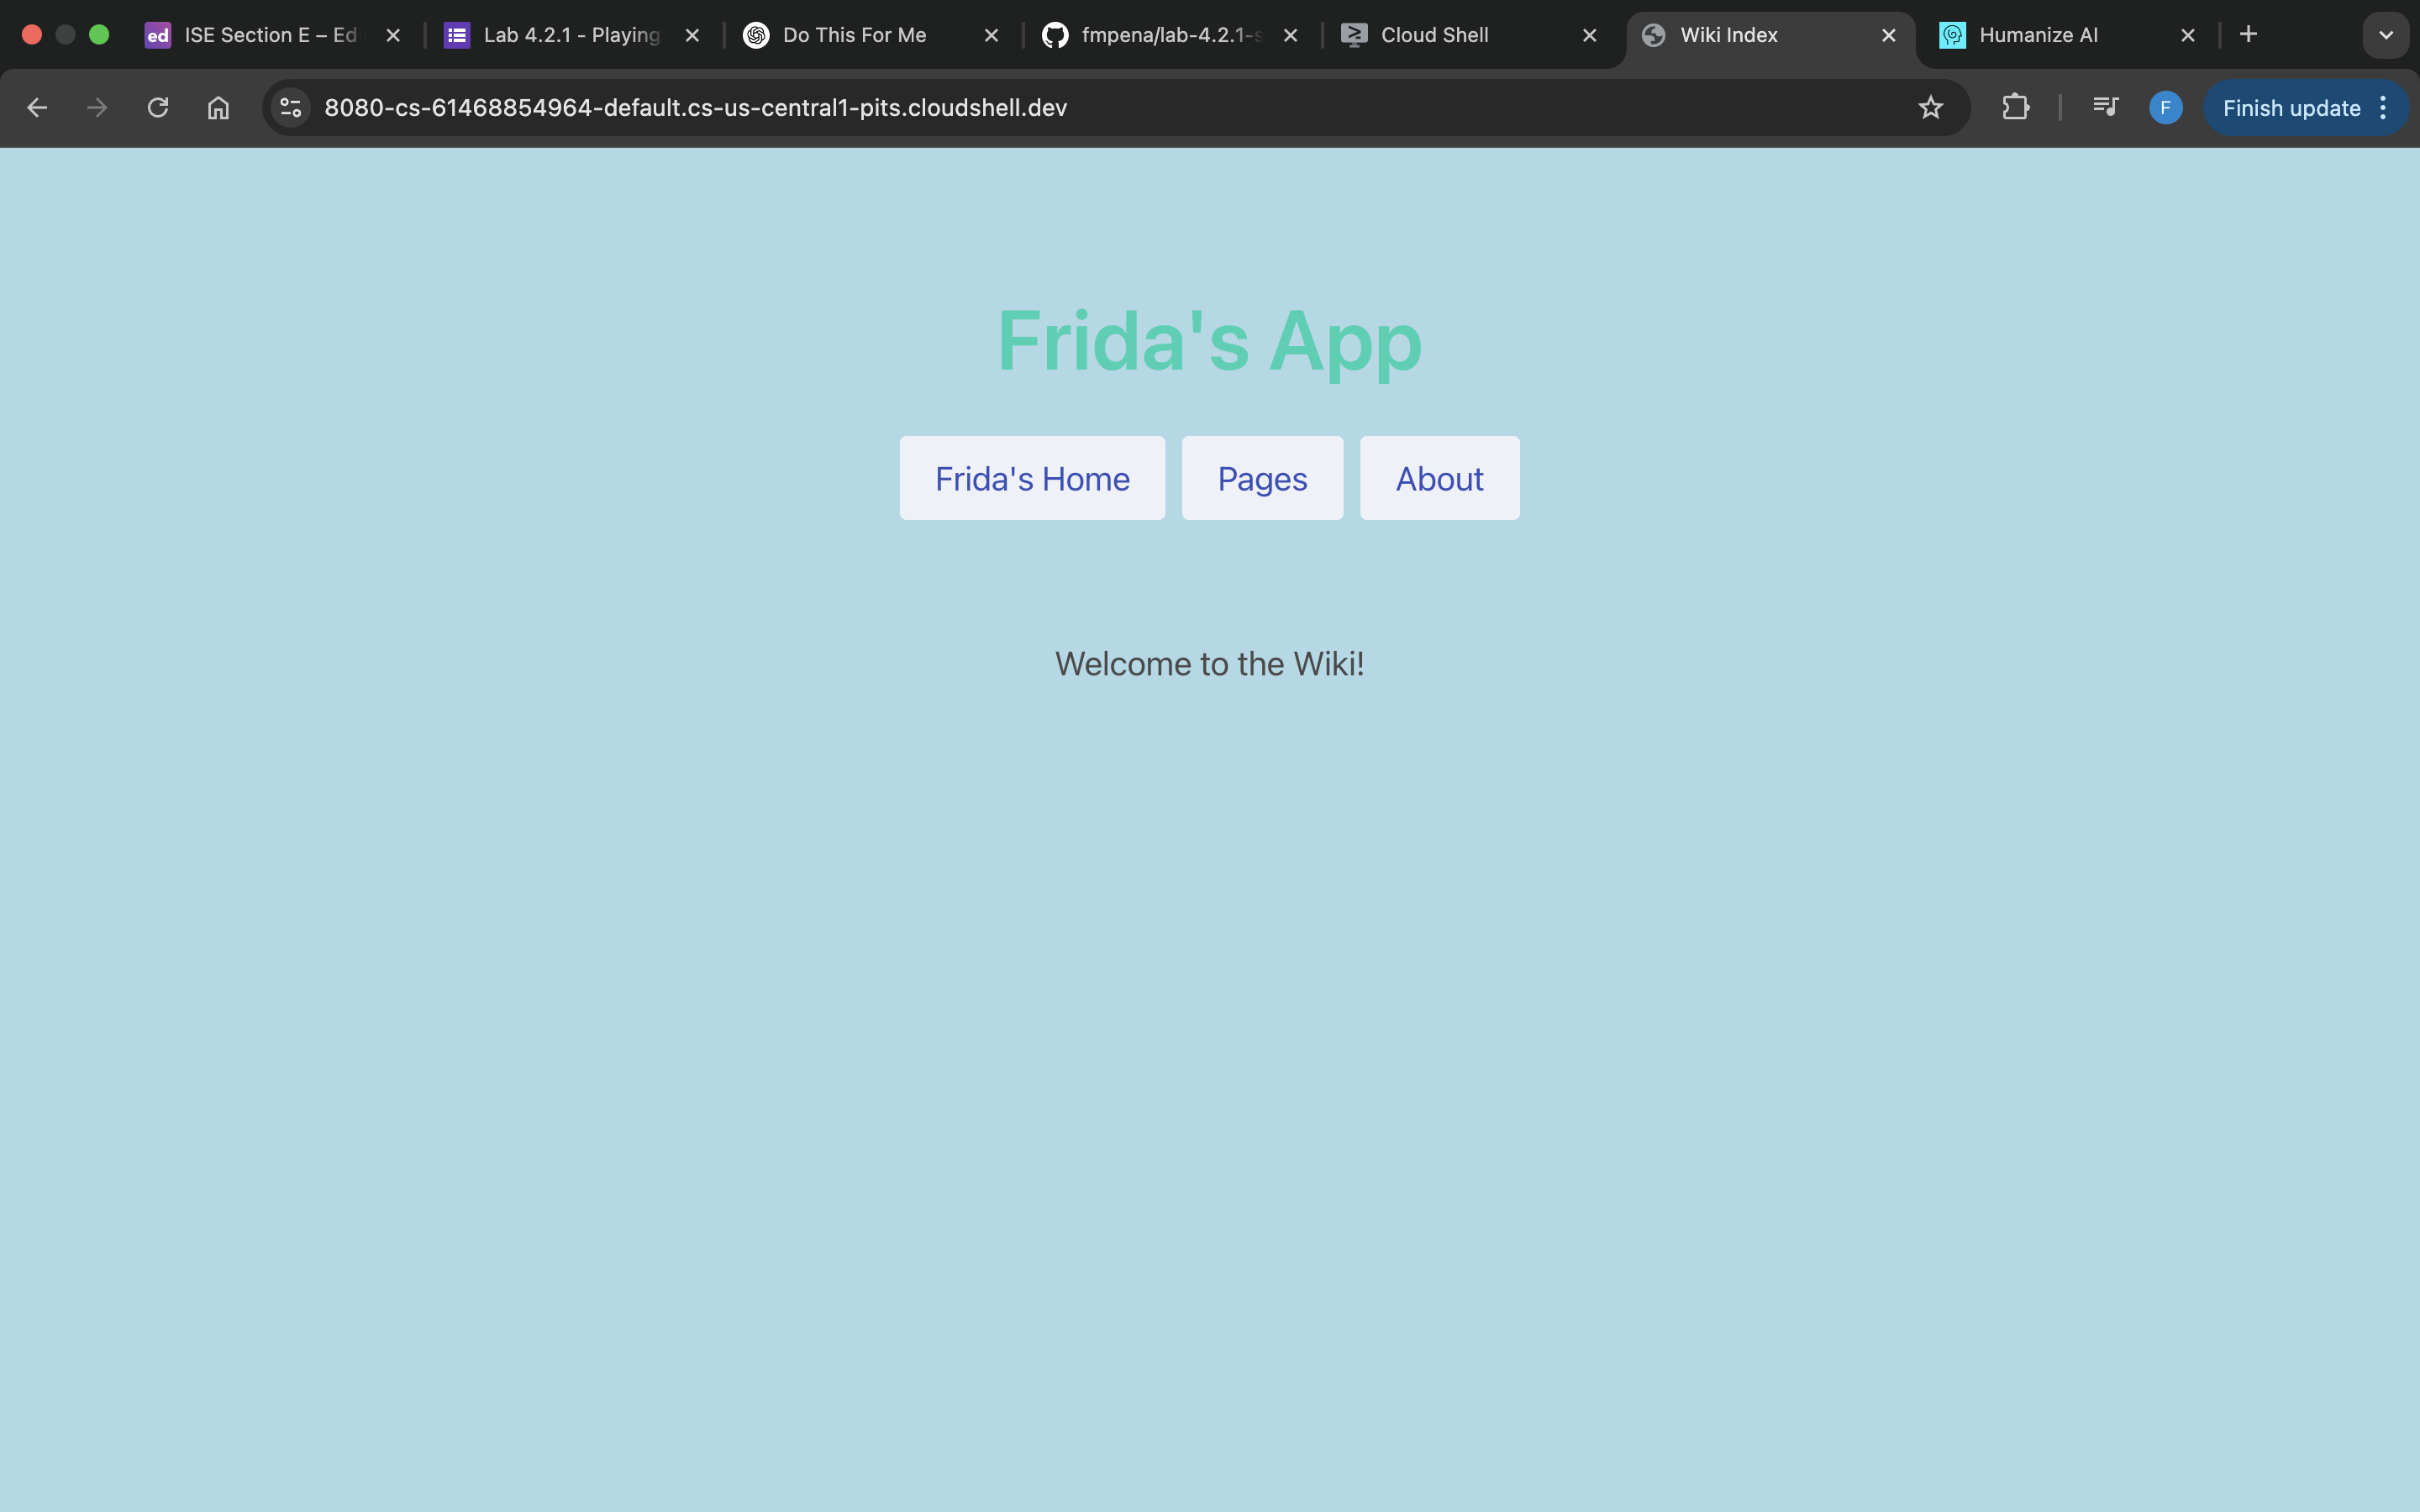 ed ISE Section E – Ed
Lab 4.2.1 - Playing
Do This For Me
fmpena/lab-4.2.1-s
Cloud Shell
Wiki Index
Humanize AI
8080-cs-61468854964-default.cs-us-central1-pits.cloudshell.dev
F
Finish update
Frida's App
Frida's Home
Pages
About
Welcome to the Wiki!